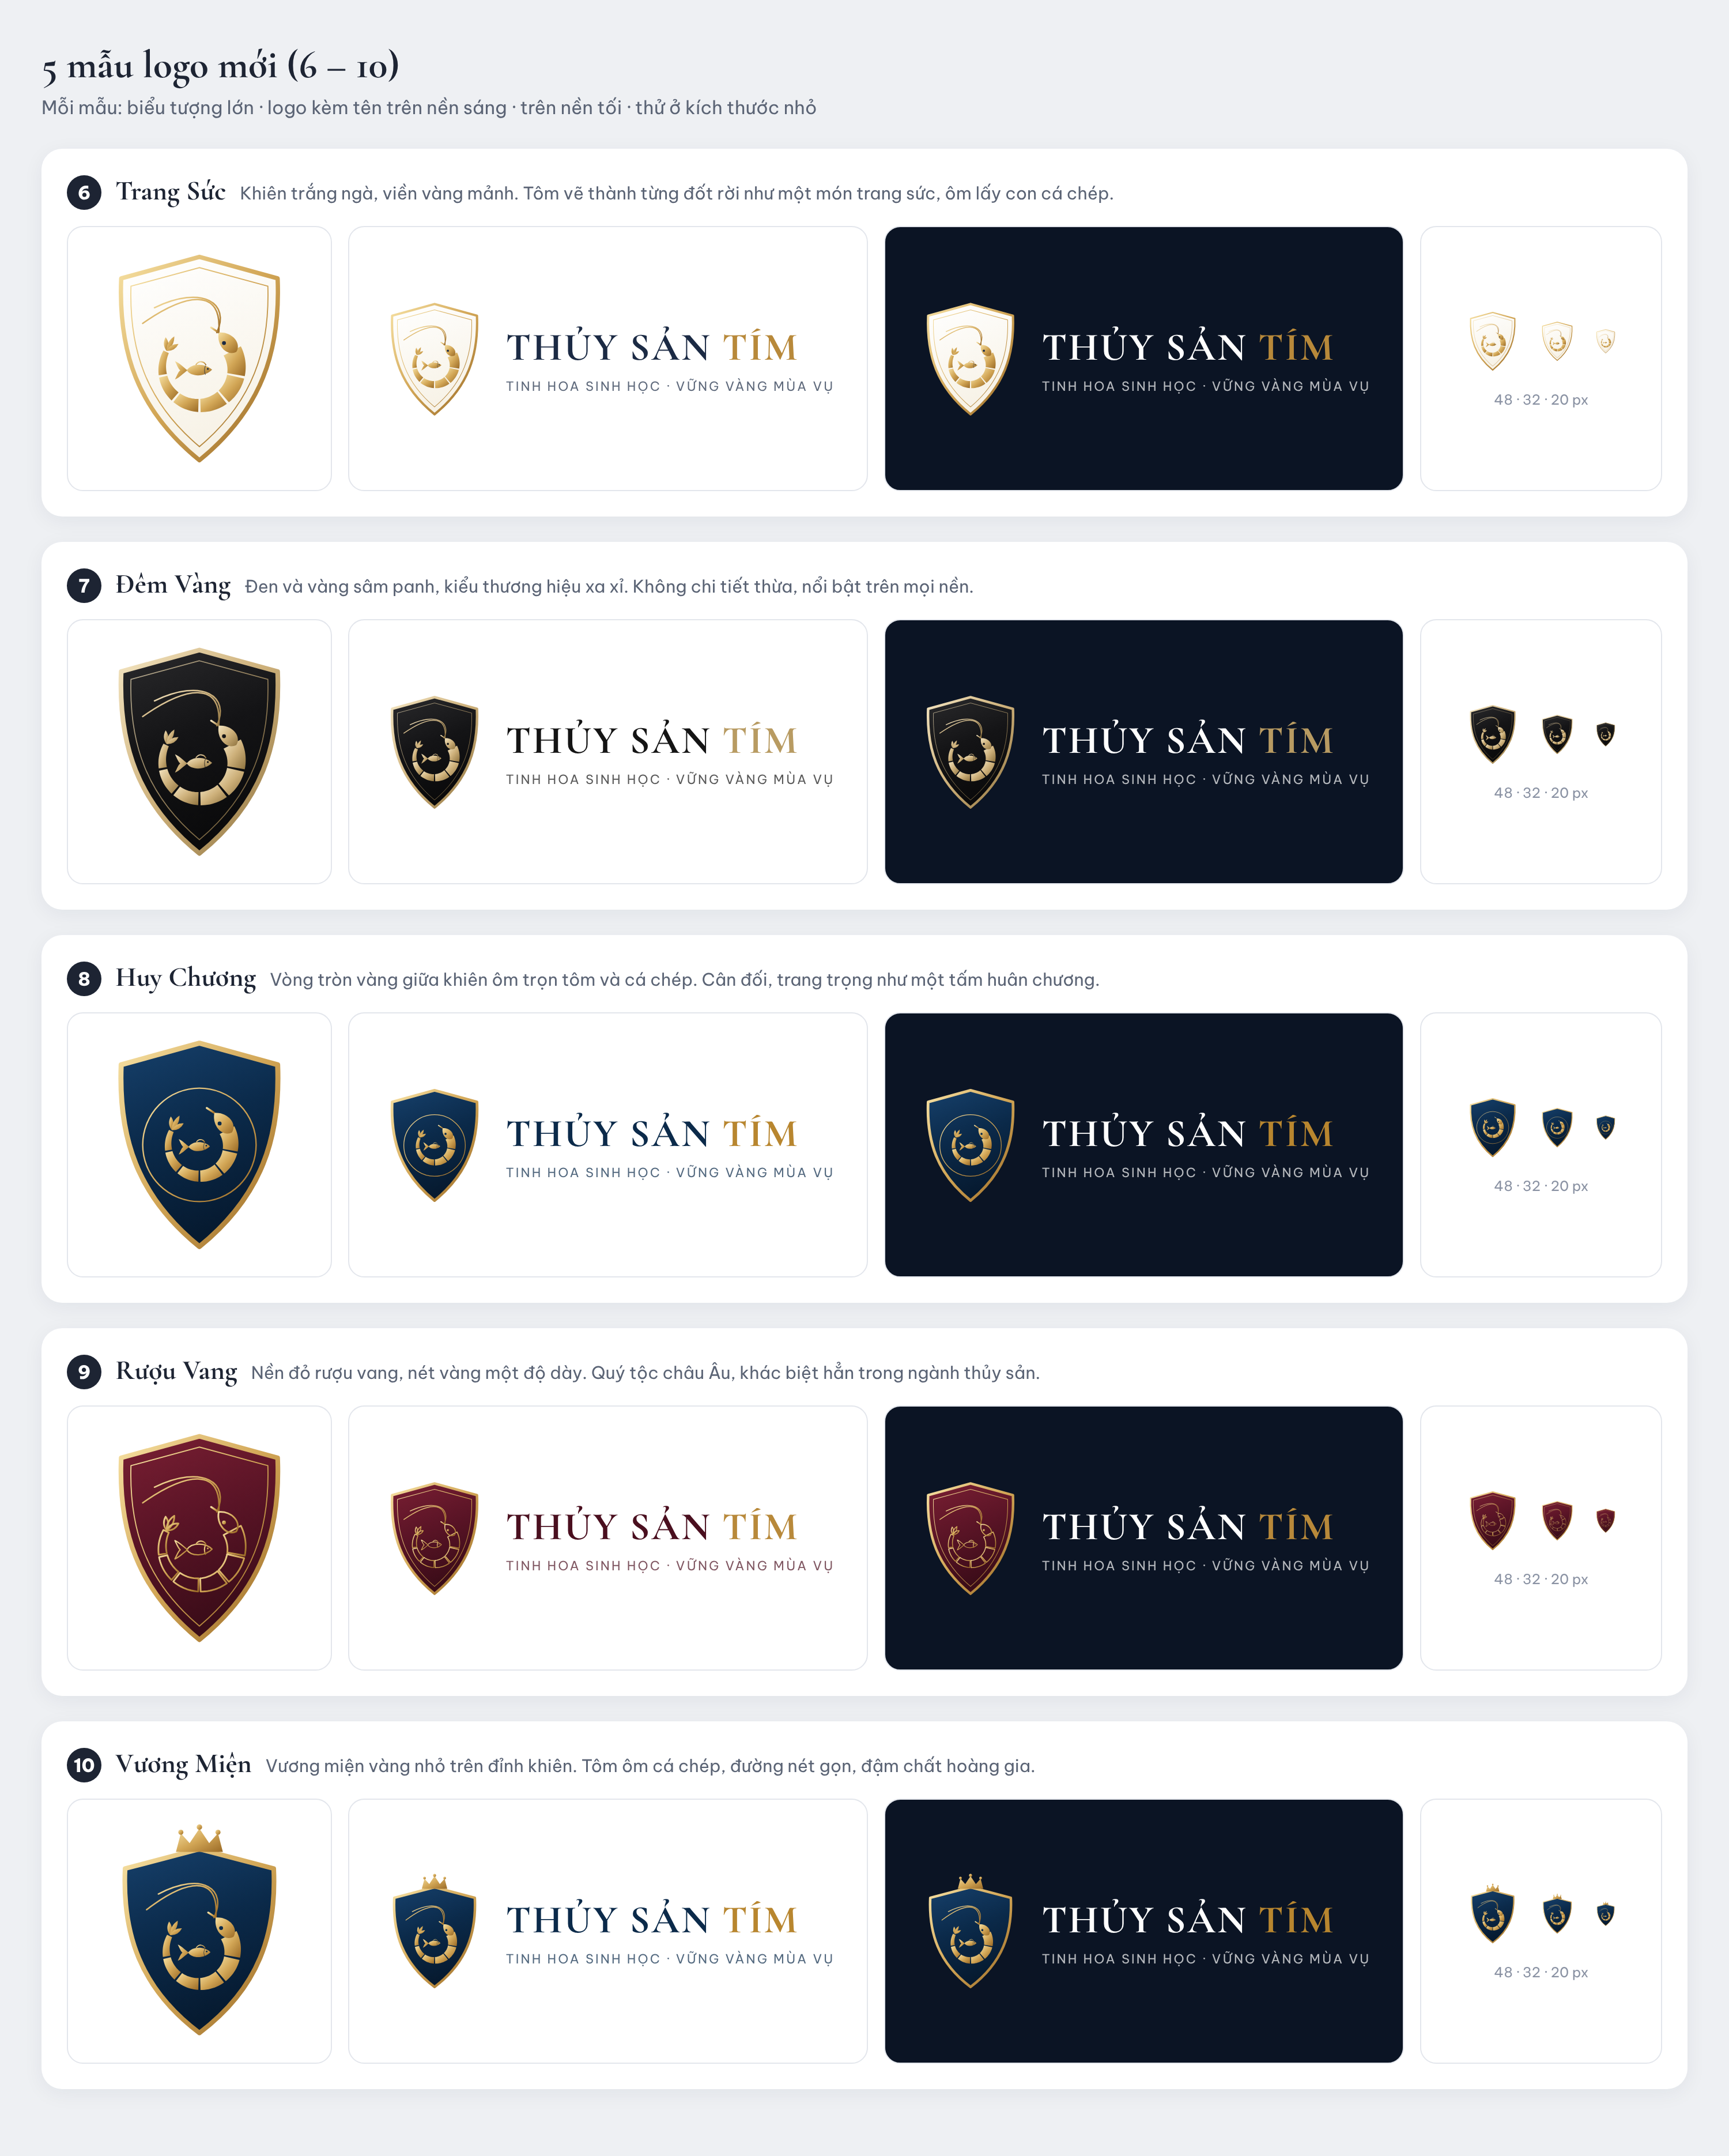 5 mẫu logo mới (6 – 10)
Mỗi mẫu: biểu tượng lớn · logo kèm tên trên nền sáng · trên nền tối · thử ở kích thước nhỏ
6 Trang Sức Khiên trắng ngà, viền vàng mảnh. Tôm vẽ thành từng đốt rời như một món trang sức, ôm lấy con cá chép.
THỦY SẢN TÍM
TINH HOA SINH HỌC · VỮNG VÀNG MÙA VỤ
THỦY SẢN TÍM
TINH HOA SINH HỌC · VỮNG VÀNG MÙA VỤ
48 · 32 · 20 px
7 Đêm Vàng Đen và vàng sâm panh, kiểu thương hiệu xa xỉ. Không chi tiết thừa, nổi bật trên mọi nền.
THỦY SẢN TÍM
TINH HOA SINH HỌC · VỮNG VÀNG MÙA VỤ
THỦY SẢN TÍM
TINH HOA SINH HỌC · VỮNG VÀNG MÙA VỤ
48 · 32 · 20 px
8 Huy Chương Vòng tròn vàng giữa khiên ôm trọn tôm và cá chép. Cân đối, trang trọng như một tấm huân chương.
THỦY SẢN TÍM
TINH HOA SINH HỌC · VỮNG VÀNG MÙA VỤ
THỦY SẢN TÍM
TINH HOA SINH HỌC · VỮNG VÀNG MÙA VỤ
48 · 32 · 20 px
9 Rượu Vang Nền đỏ rượu vang, nét vàng một độ dày. Quý tộc châu Âu, khác biệt hẳn trong ngành thủy sản.
THỦY SẢN TÍM
TINH HOA SINH HỌC · VỮNG VÀNG MÙA VỤ
THỦY SẢN TÍM
TINH HOA SINH HỌC · VỮNG VÀNG MÙA VỤ
48 · 32 · 20 px
10 Vương Miện Vương miện vàng nhỏ trên đỉnh khiên. Tôm ôm cá chép, đường nét gọn, đậm chất hoàng gia.
THỦY SẢN TÍM
TINH HOA SINH HỌC · VỮNG VÀNG MÙA VỤ
THỦY SẢN TÍM
TINH HOA SINH HỌC · VỮNG VÀNG MÙA VỤ
48 · 32 · 20 px